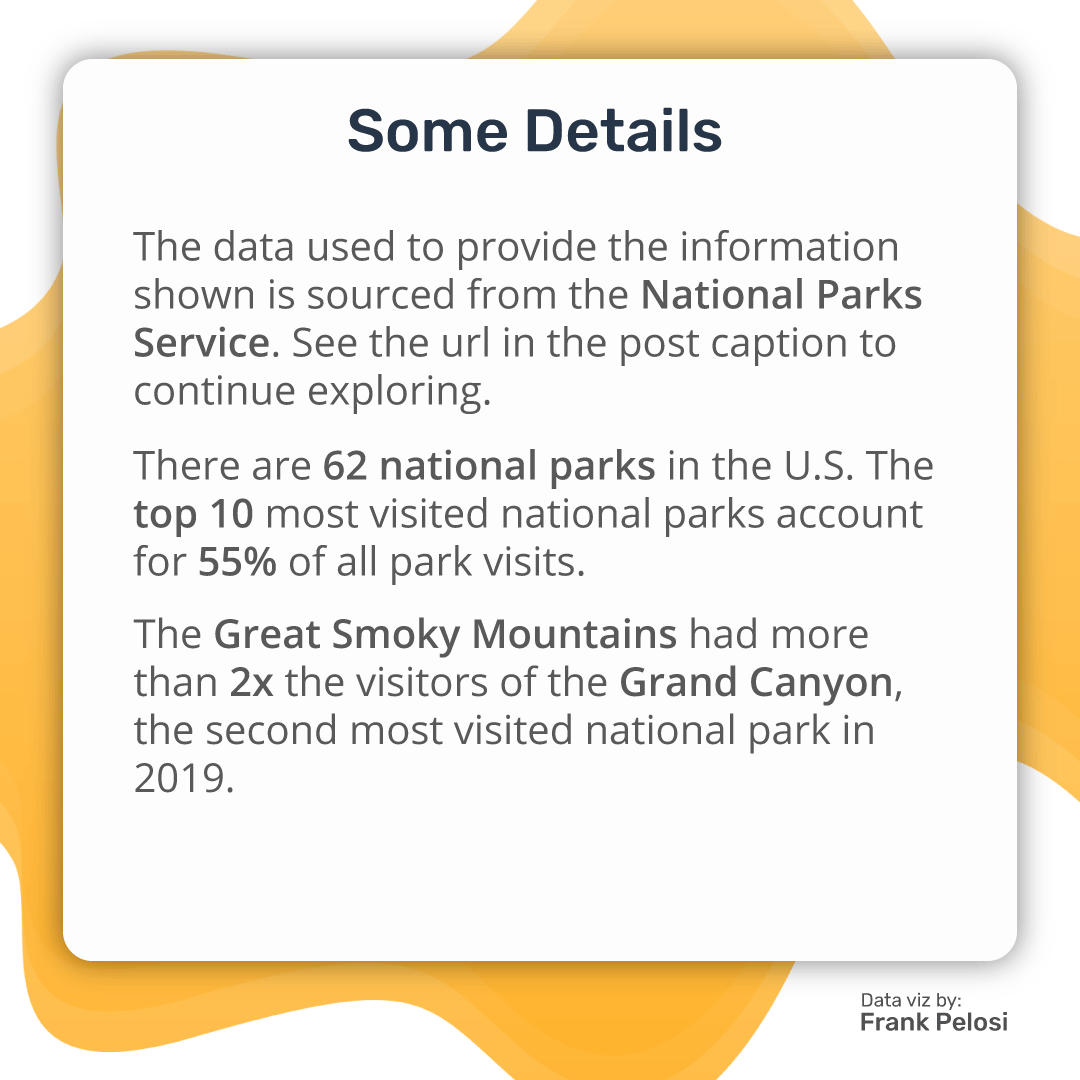 Some Details
The data used to provide the information
shown is sourced from the National Parks
Service. See the url in the post caption to
continue exploring.
There are 62 national parks in the U.S. The
top 10 most visited national parks account
for 55% of all park visits.
The Great Smoky Mountains had more
than 2x the visitors of the Grand Canyon,
the second most visited national park in
2019.
Data viz by:
Frank Pelosi